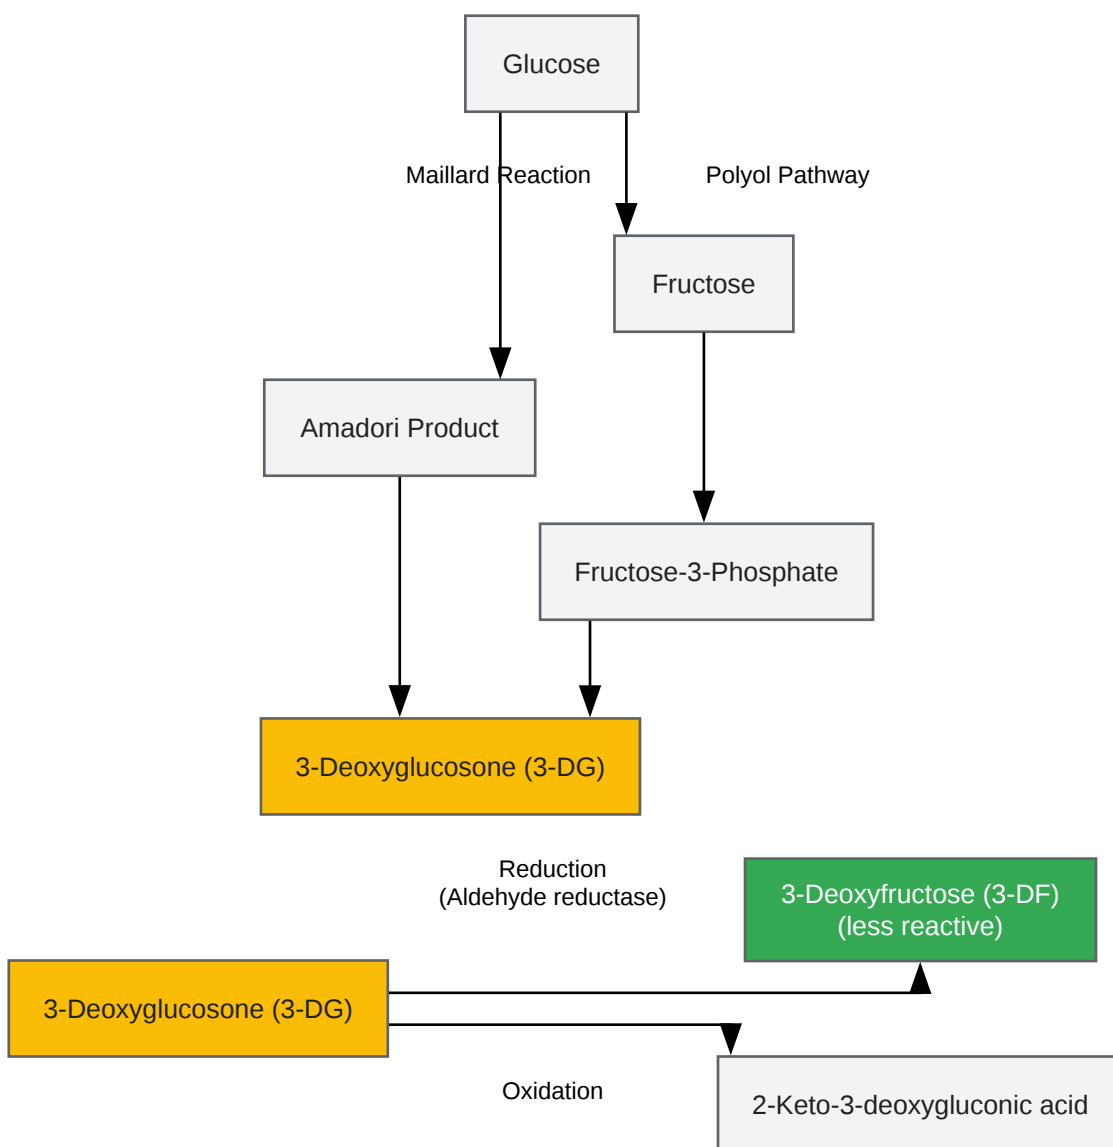 Glucose
Maillard Reaction
Polyol Pathway
Fructose
Amadori Product
Fructose-3-Phosphate
3-Deoxyglucosone (3-DG)
Reduction
(Aldehyde reductase)
3-Deoxyfructose (3-DF)
(less reactive)
3-Deoxyglucosone (3-DG)
Oxidation
2-Keto-3-deoxygluconic acid